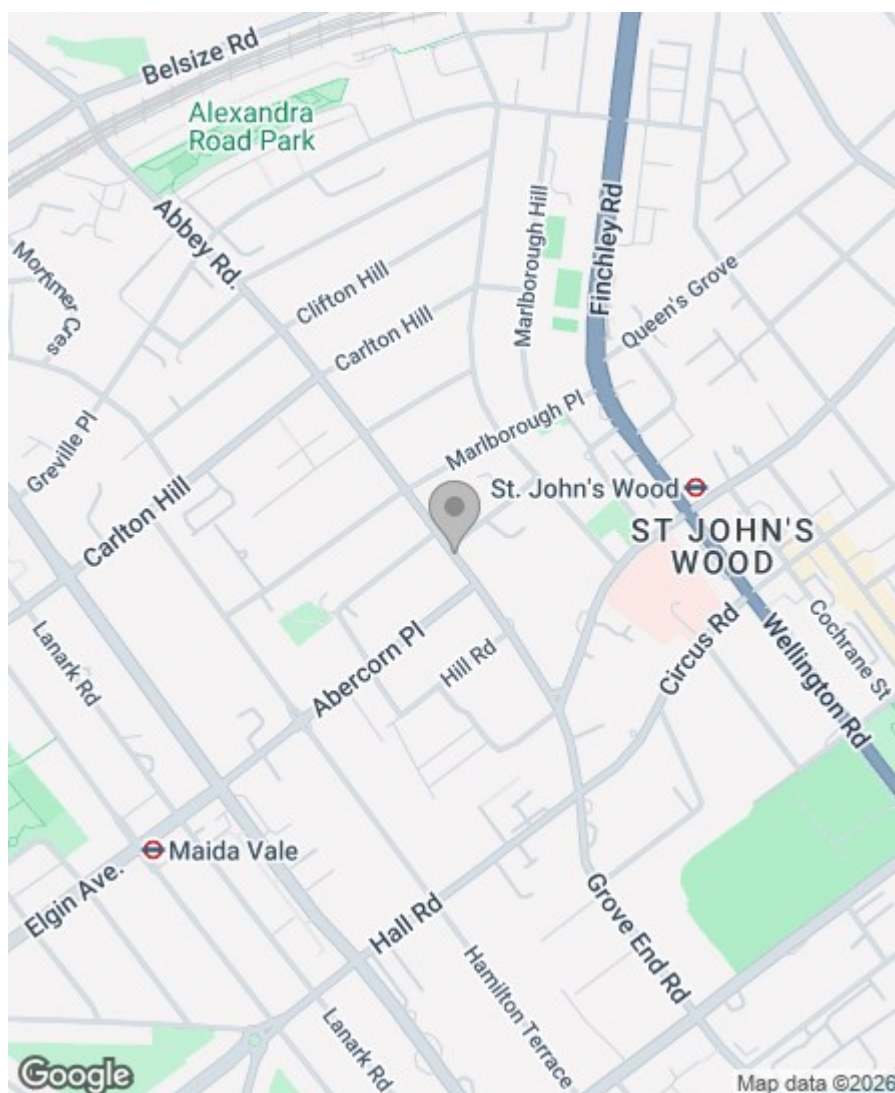 Belsize Rd
Alexandra
Road Park
Abbey Rd.
Marlborough Hill
Finchley Rd
Mortimer Cres
Clifton Hill
Queen's Grove
Carlton Hill
Greville Pl
Marlborough Pl
Carlton Hill
St. John's Wood
ST JOHN'S
WOOD
Lanark Rd
Abercorn Pl
Hill Rd
Circus Rd
Cochrane St
Wellington Rd
Maida Vale
Elgin Ave.
Hall Rd
Grove End Rd
Hamilton Terrace
Lanark Rd
Google
Map data ©2026